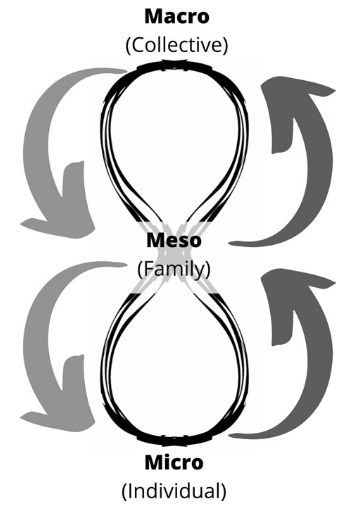 Macro
(Collective)
Meso
(Family)
Micro
(Individual)